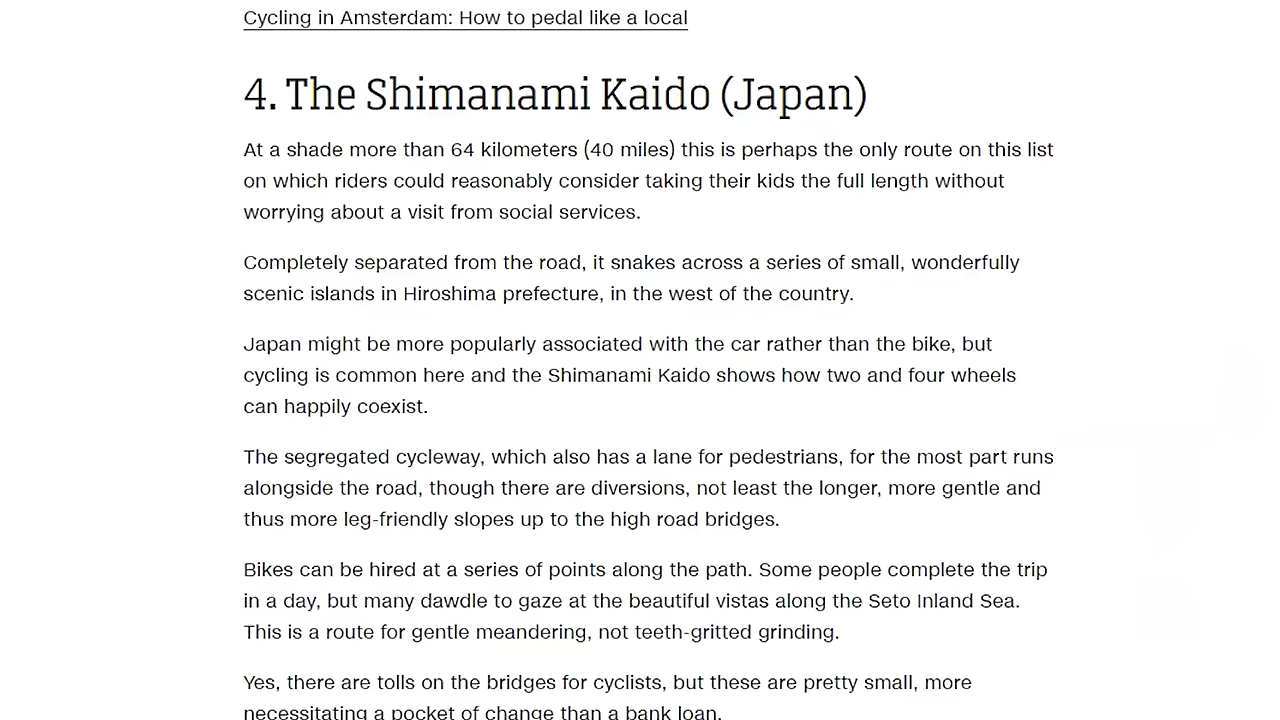 Cycling in Amsterdam: How to pedal like a local
4. The Shimanami Kaido (Japan)
At a shade more than 64 kilometers (40 miles) this is perhaps the only route on this list
on which riders could reasonably consider taking their kids the full length without
worrying about a visit from social services.
Completely separated from the road, it snakes across a series of small, wonderfully
scenic islands in Hiroshima prefecture, in the west of the country.
Japan might be more popularly associated with the car rather than the bike, but
cycling is common here and the Shimanami Kaido shows how two and four wheels
can happily coexist.
The segregated cycleway, which also has a lane for pedestrians, for the most part runs
alongside the road, though there are diversions, not least the longer, more gentle and
thus more leg-friendly slopes up to the high road bridges.
Bikes can be hired at a series of points along the path. Some people complete the trip
in a day, but many dawdle to gaze at the beautiful vistas along the Seto Inland Sea.
This is a route for gentle meandering, not teeth-gritted grinding.
Yes, there are tolls on the bridges for cyclists, but these are pretty small, more
necessitating a pocket of change than a bank loan.